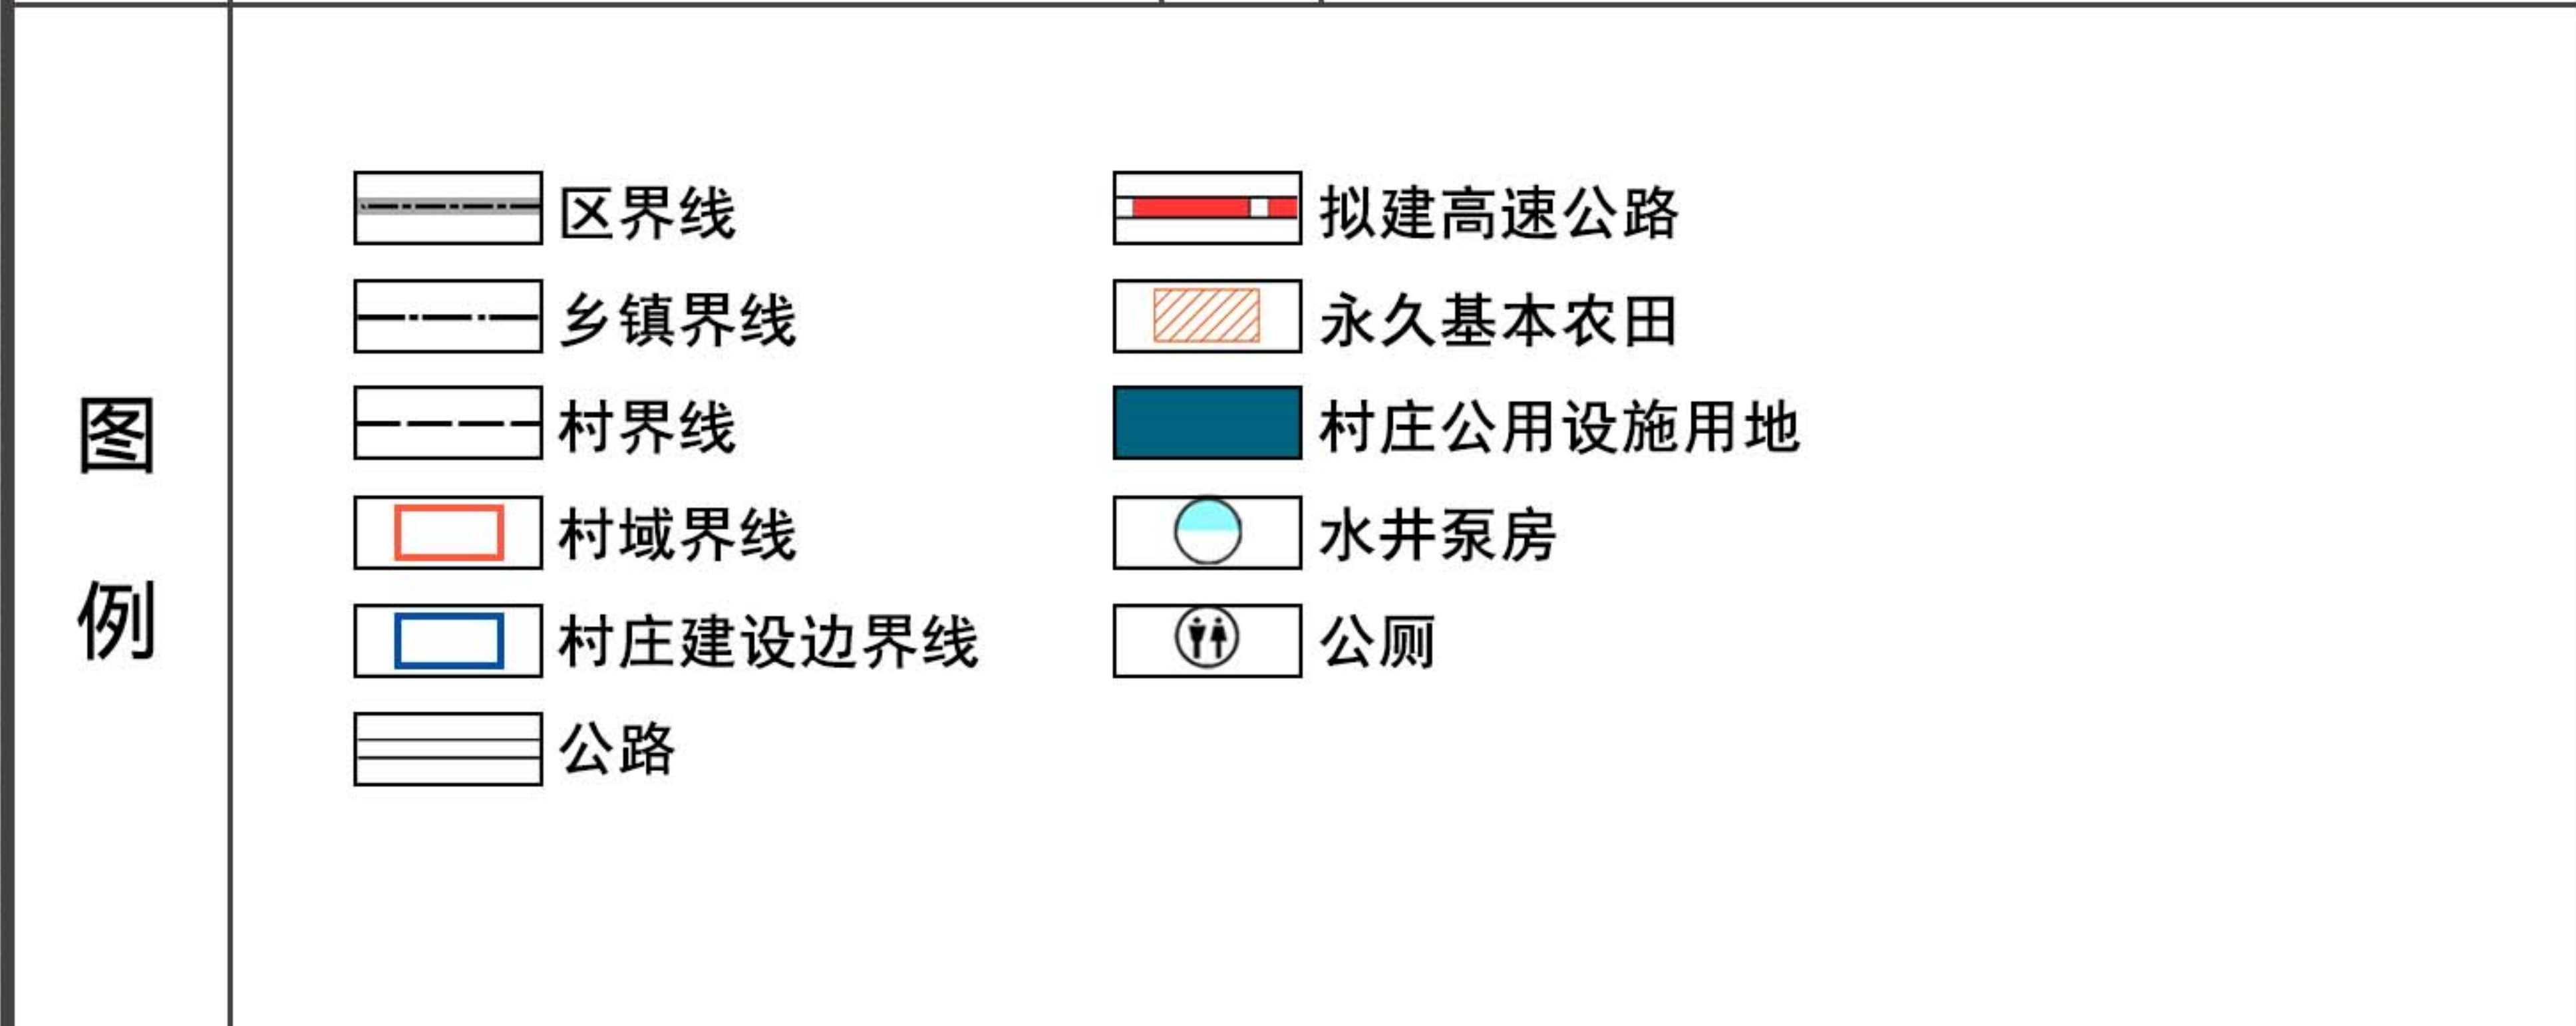 图例
区界线
乡镇界线
村界线
村域界线
村庄建设边界线
公路
拟建高速公路
永久基本农田
村庄公用设施用地
水井泵房
公厕